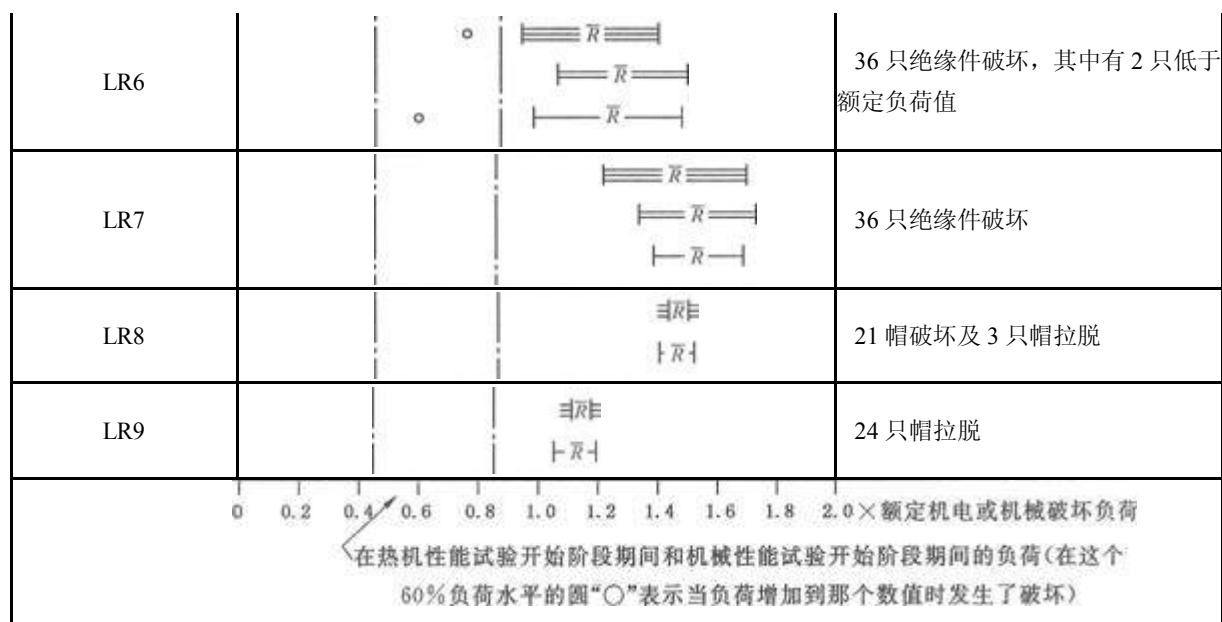 LR6
R̅
R̅
R̅
36 只绝缘件破坏，其中有 2 只低于
额定负荷值
LR7
R̅
R̅
R̅
36 只绝缘件破坏
LR8
R̅
R̅
21 帽破坏及 3 只帽拉脱
LR9
R̅
R̅
24 只帽拉脱
0 0.2 0.4 0.6 0.8 1.0 1.2 1.4 1.6 1.8 2.0×额定机电或机械破坏负荷
在热机性能试验开始阶段期间和机械性能试验开始阶段期间的负荷(在这个
60%负荷水平的圆“○”表示当负荷增加到那个数值时发生了破坏)